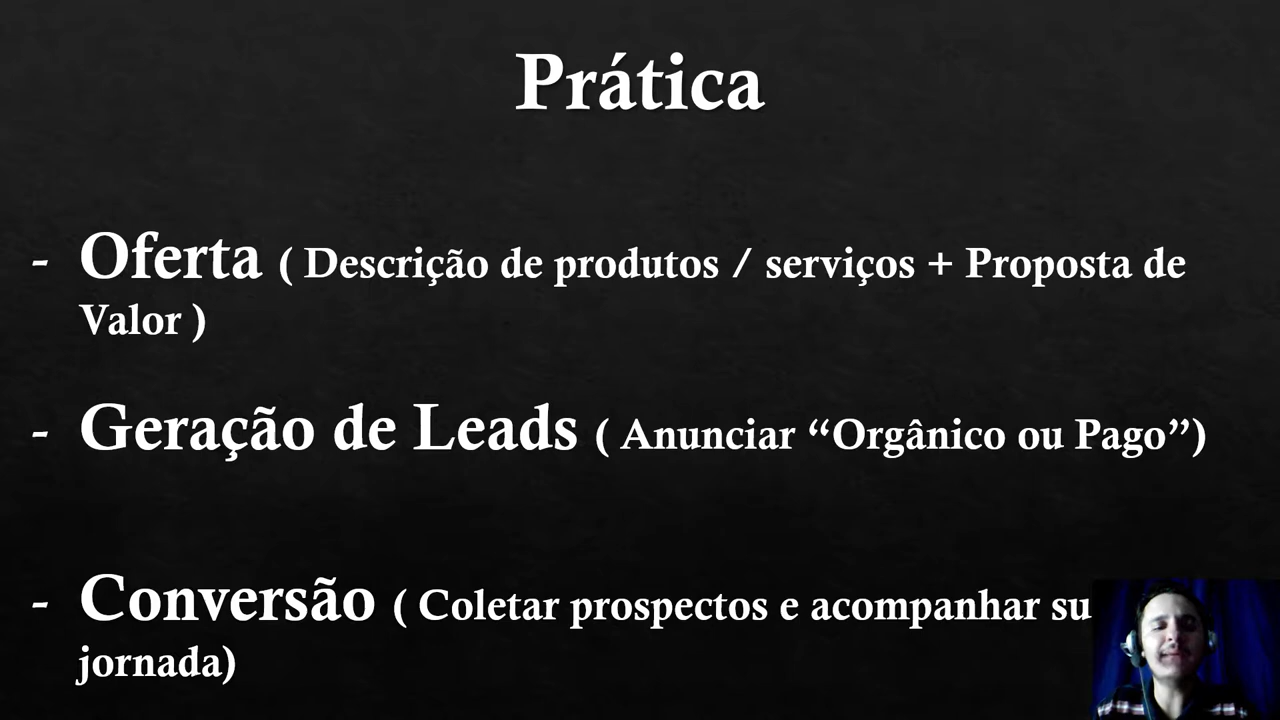 Prática
- Oferta ( Descrição de produtos / serviços + Proposta de
Valor )
- Geração de Leads ( Anunciar “Orgânico ou Pago”)
- Conversão ( Coletar prospectos e acompanhar
jornada)